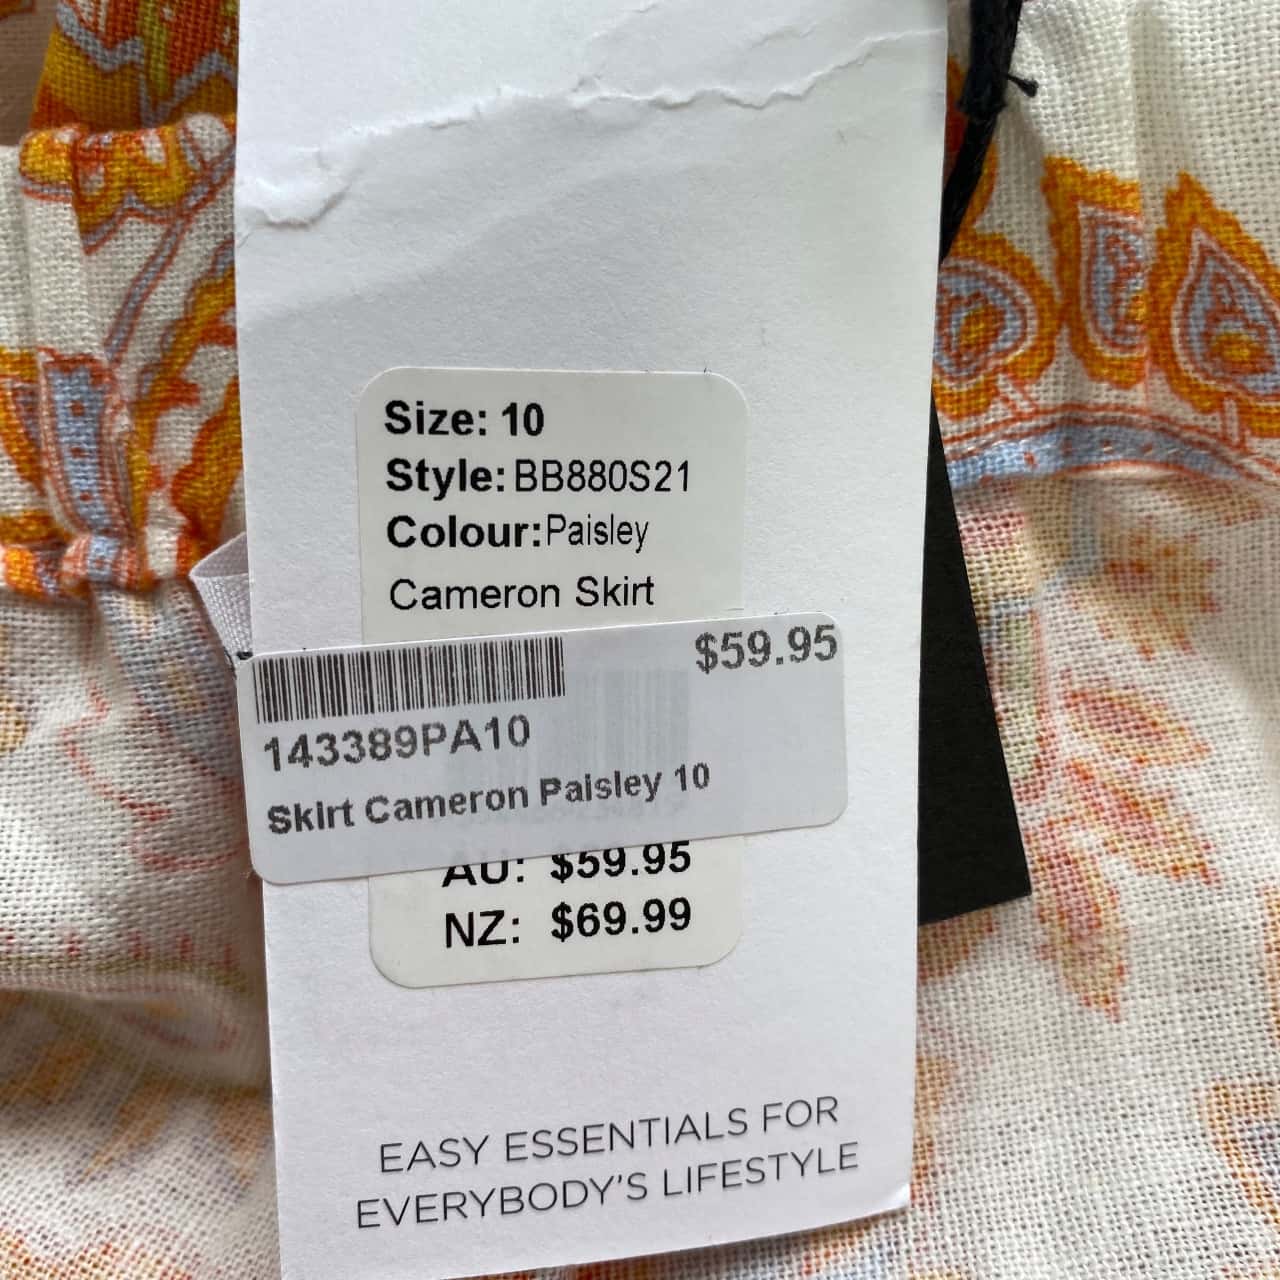 Size: 10
Style: BB880S21
Colour: Paisley
Cameron Skirt
$59.95
143389PA10
Skirt Cameron Paisley 10
AU: $59.95
NZ: $69.99
EASY ESSENTIALS FOR
EVERYBODY'S LIFESTYLE